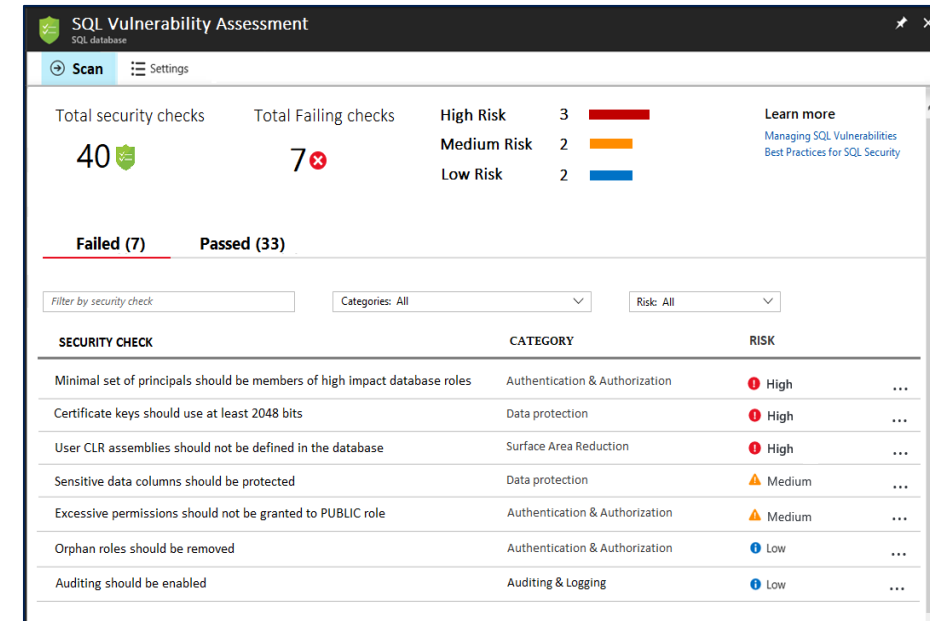 SQL Vulnerability Assessment
SQL database
Scan
Settings
Total security checks
40
Total Failing checks
7
High Risk 3
Medium Risk 2
Low Risk 2
Learn more
Managing SQL Vulnerabilities
Best Practices for SQL Security
Failed (7)
Passed (33)
Filter by security check
Categories: All
Risk: All
SECURITY CHECK CATEGORY RISK
Minimal set of principals should be members of high impact database roles Authentication & Authorization High ...
Certificate keys should use at least 2048 bits Data protection High ...
User CLR assemblies should not be defined in the database Surface Area Reduction High ...
Sensitive data columns should be protected Data protection Medium ...
Excessive permissions should not be granted to PUBLIC role Authentication & Authorization Medium ...
Orphan roles should be removed Authentication & Authorization Low ...
Auditing should be enabled Auditing & Logging Low ...